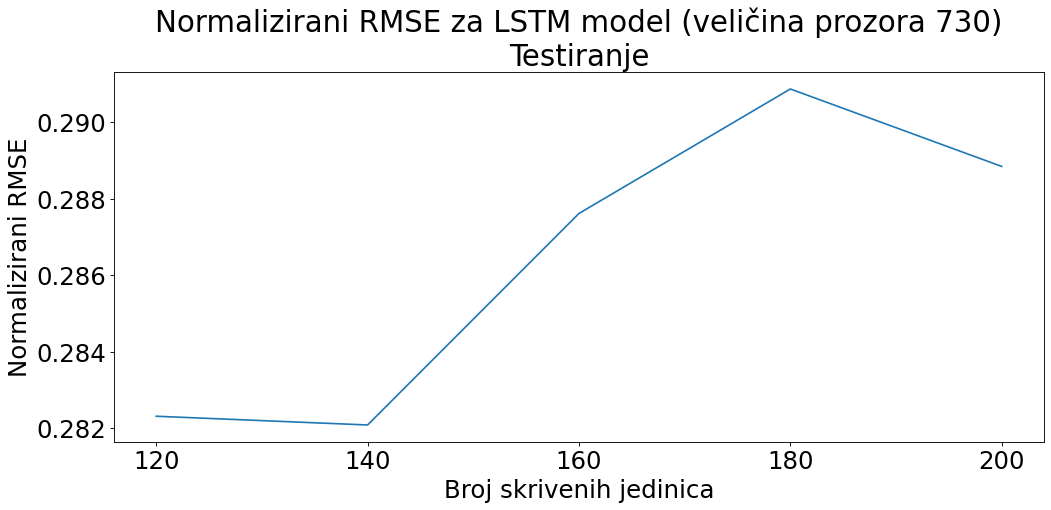 Normalizirani RMSE za LSTM model (veličina prozora 730)
Testiranje
Normalizirani RMSE
0.290
0.288
0.286
0.284
0.282
120 140 160 180 200
Broj skrivenih jedinica